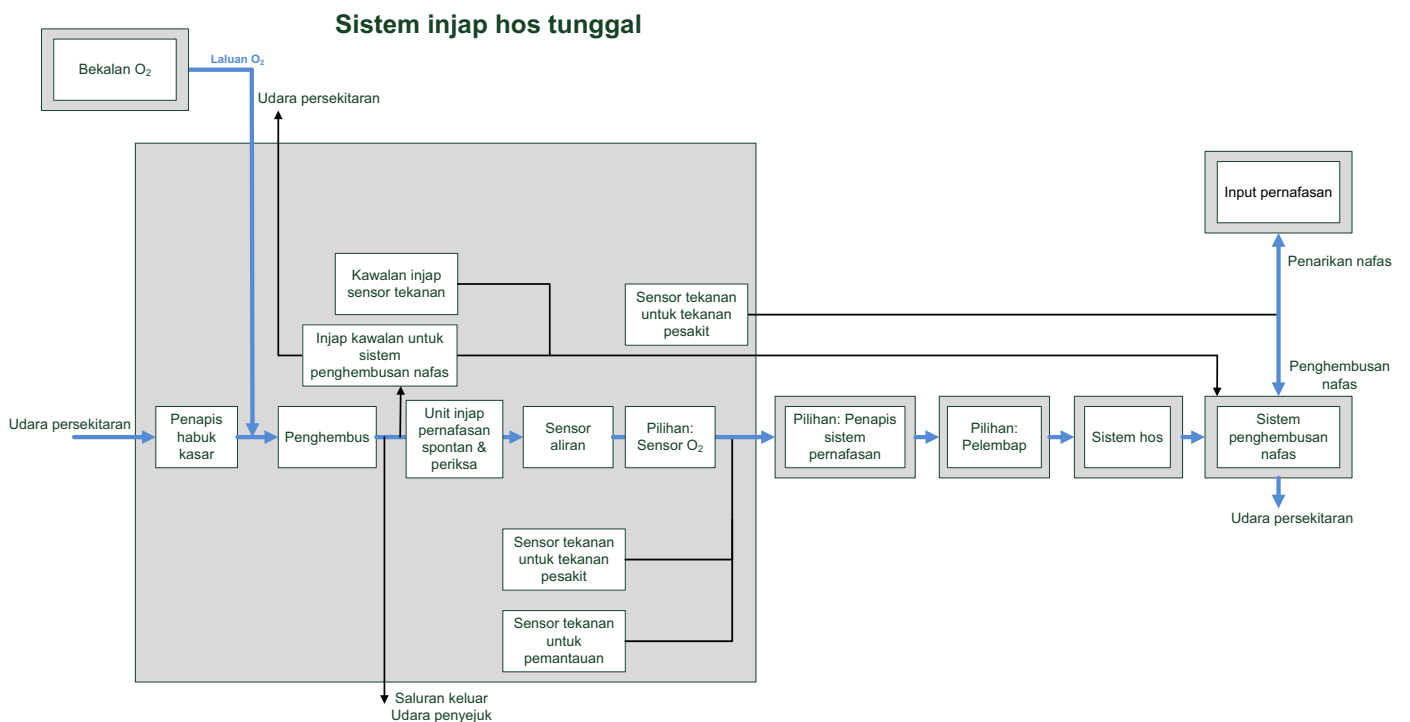 Sistem injap hos tunggal
Bekalan O₂
Laluan O₂
Udara persekitaran
Input pernafasan
Penarikan nafas
Kawalan injap
sensor tekanan
Sensor tekanan
untuk tekanan
pesakit
Injap kawalan untuk
sistem
penghembusan nafas
Penghembusan
nafas
Udara persekitaran
Penapis
habuk
kasar
Penghembus
Unit injap
pernafasan
spontan &
periksa
Sensor
aliran
Pilihan:
Sensor O₂
Pilihan: Penapis
sistem
pernafasan
Pilihan:
Pelembap
Sistem hos
Sistem
penghembusan
nafas
Udara persekitaran
Sensor tekanan
untuk tekanan
pesakit
Sensor tekanan
untuk
pemantauan
Saluran keluar
Udara penyejuk